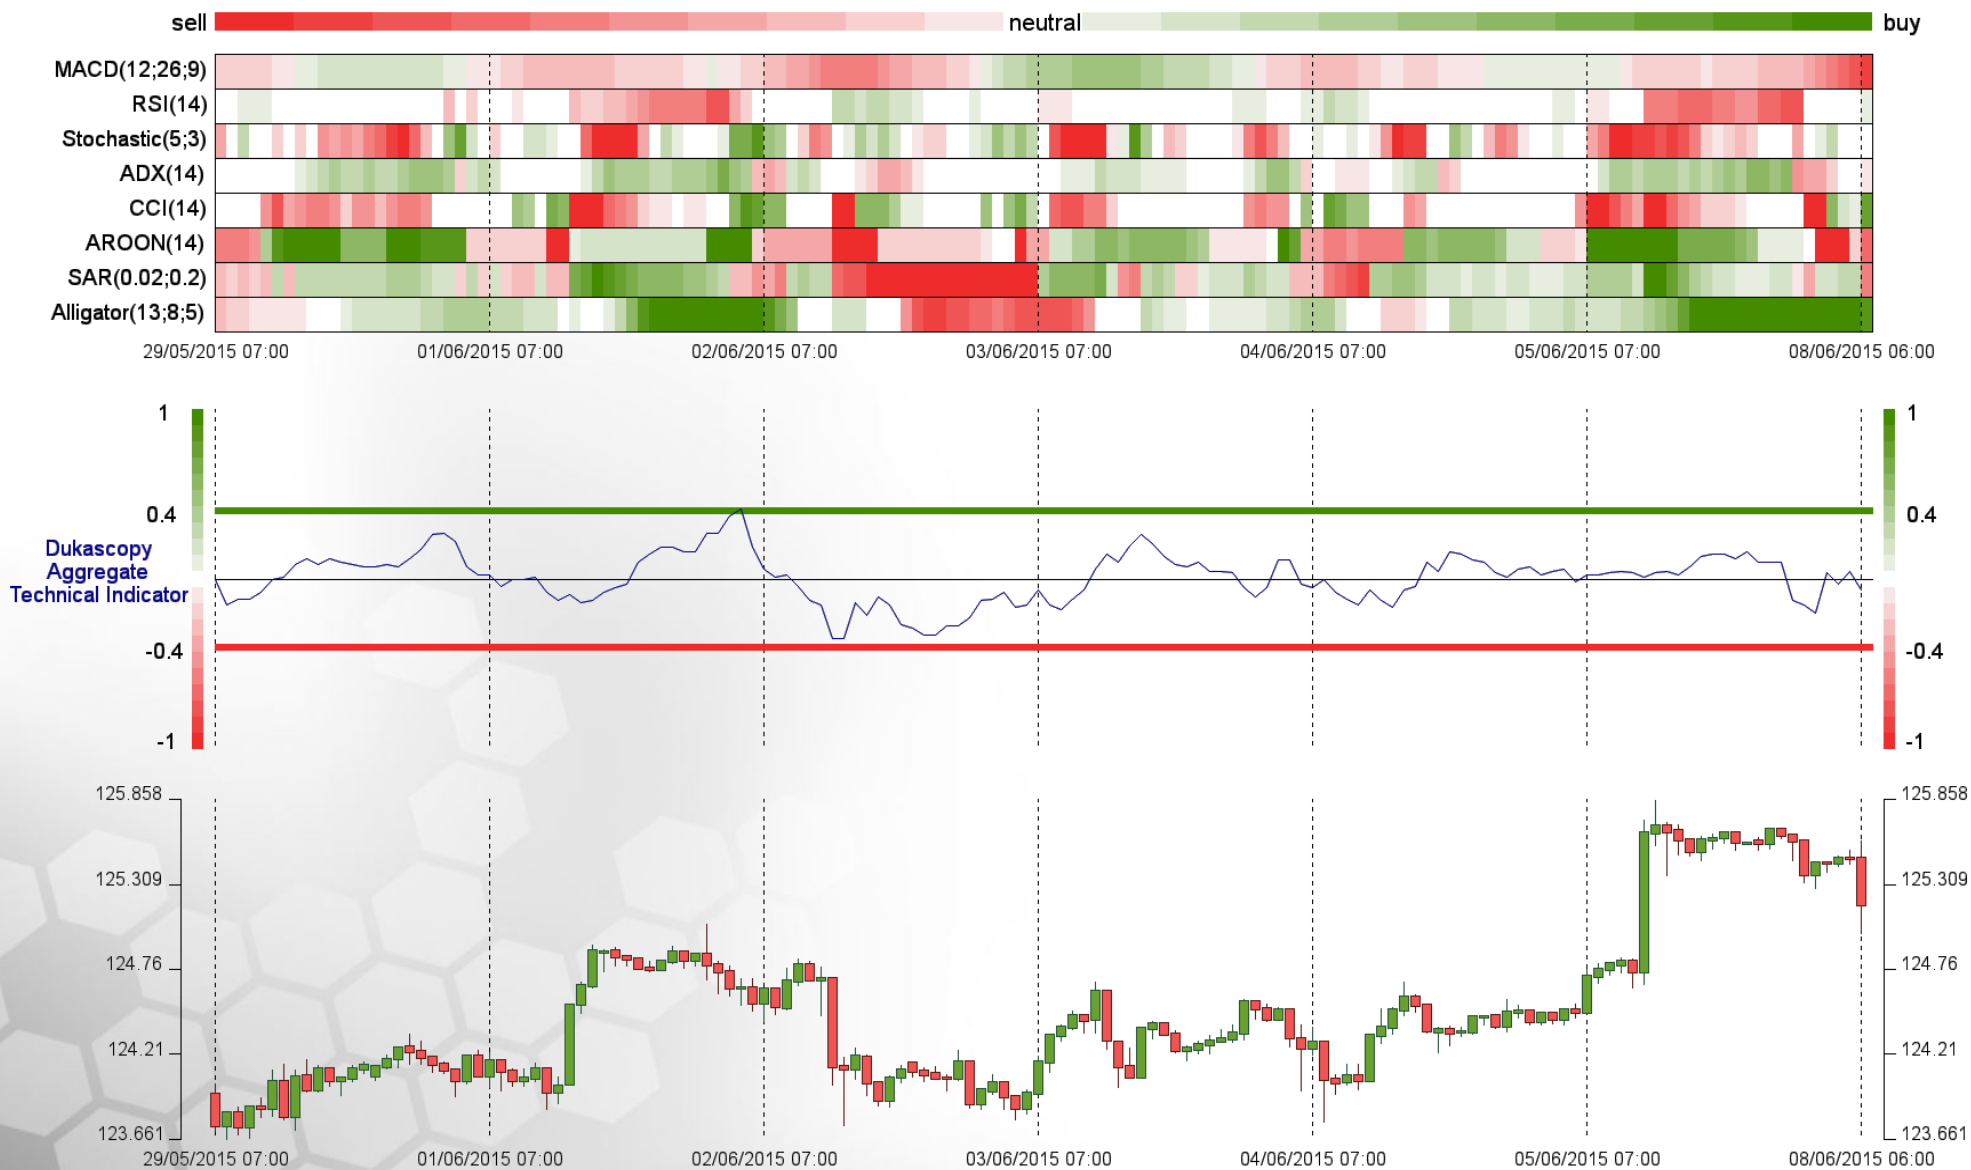 sell neutral buy
MACD(12;26;9)
RSI(14)
Stochastic(5;3)
ADX(14)
CCI(14)
AROON(14)
SAR(0.02;0.2)
Alligator(13;8;5)
29/05/2015 07:00 01/06/2015 07:00 02/06/2015 07:00 03/06/2015 07:00 04/06/2015 07:00 05/06/2015 07:00 08/06/2015 06:00
1 1
0.4 0.4
Dukascopy
Aggregate
Technical Indicator
-0.4 -0.4
-1 -1
125.858 125.858
125.309 125.309
124.76 124.76
124.21 124.21
123.661 123.661
29/05/2015 07:00 01/06/2015 07:00 02/06/2015 07:00 03/06/2015 07:00 04/06/2015 07:00 05/06/2015 07:00 08/06/2015 06:00